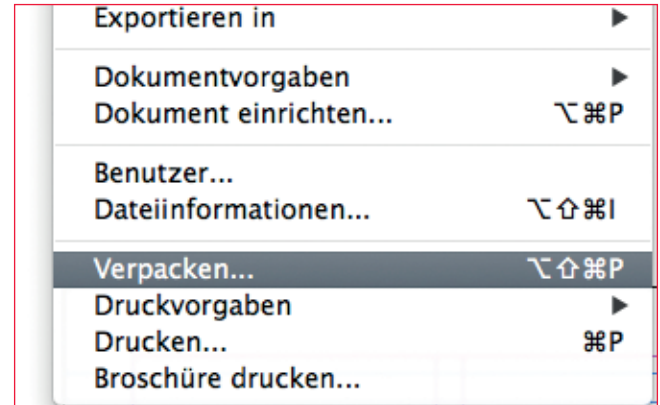 Exportieren in ▶
Dokumentvorgaben ▶
Dokument einrichten... ⌥⌘P
Benutzer...
Dateiinformationen... ⌥⇧⌘I
Verpacken... ⌥⇧⌘P
Druckvorgaben ▶
Drucken... ⌘P
Broschüre drucken...